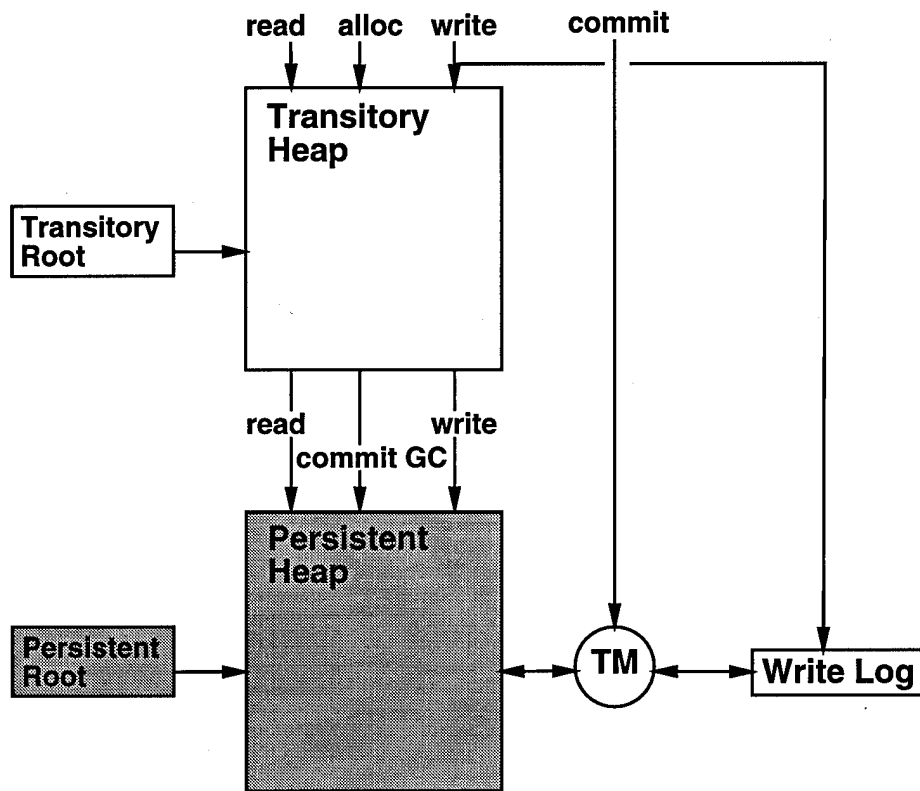 read alloc write commit
Transitory
Heap
Transitory
Root
read write
commit GC
Persistent
Heap
Persistent
Root
TM
Write Log